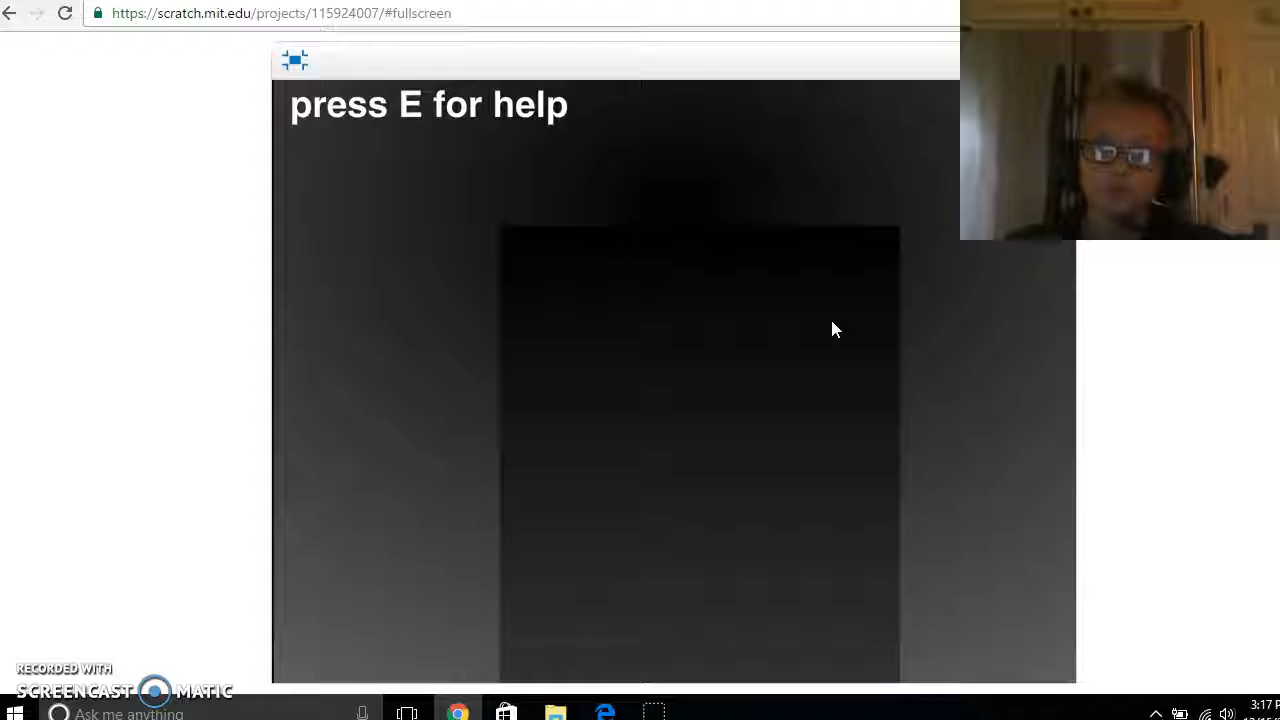 https://scratch.mit.edu/projects/115924007/#fullscreen
press E for help
RECORDED WITH
SCREENCAST MATIC
Ask me anything
3:17 P